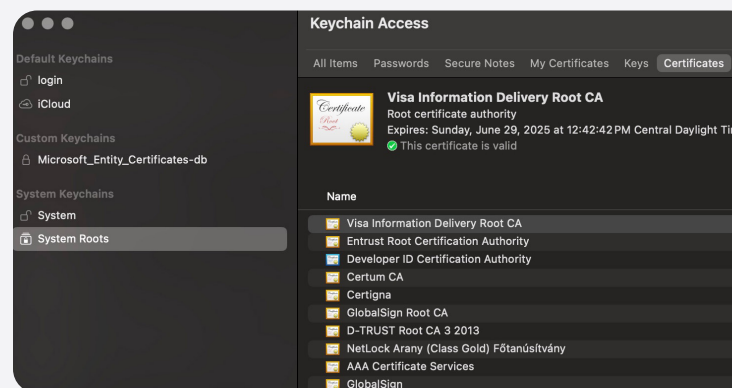 Keychain Access
Default Keychains
login
iCloud
Custom Keychains
Microsoft_Entity_Certificates-db
System Keychains
System
System Roots
All Items Passwords Secure Notes My Certificates Keys Certificates
Certificate
Root
Visa Information Delivery Root CA
Root certificate authority
Expires: Sunday, June 29, 2025 at 12:42:42 PM Central Daylight Ti
This certificate is valid
Name
Visa Information Delivery Root CA
Entrust Root Certification Authority
Developer ID Certification Authority
Certum CA
Certigna
GlobalSign Root CA
D-TRUST Root CA 3 2013
NetLock Arany (Class Gold) Főtanúsítvány
AAA Certificate Services
GlobalSign